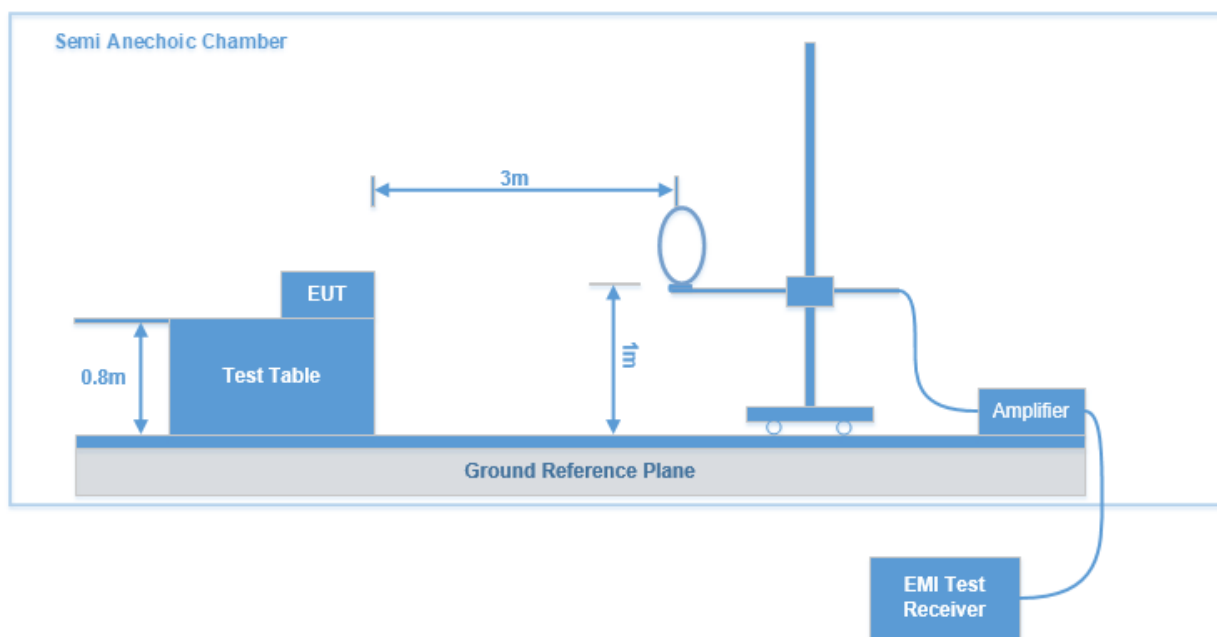 Semi Anechoic Chamber
3m
EUT
Test Table
0.8m
1m
Amplifier
Ground Reference Plane
EMI Test
Receiver